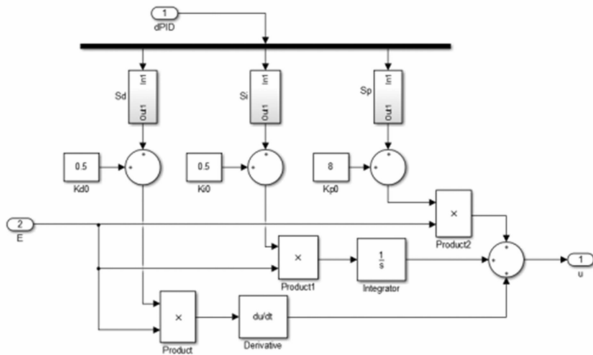 1
dPID
In1
Out1
Sd
In1
Out1
Si
In1
Out1
Sp
0.5
Kd0
0.5
Ki0
8
Kp0
2
E
×
Product2
×
Product1
1
s
Integrator
×
Product
du/dt
Derivative
1
u